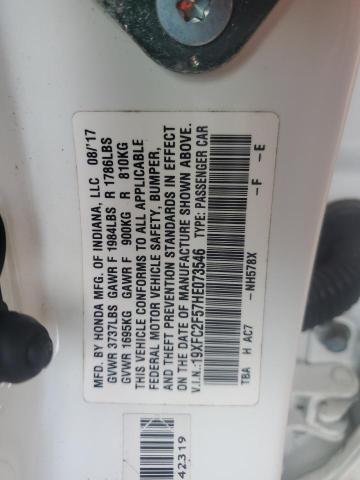 MFD. BY HONDA MFG. OF INDIANA, LLC 08/'17
GVWR 3737LBS GAWR F 1984LBS R 1786LBS
GVWR 1695KG GAWR F 900KG R 810KG
THIS VEHICLE CONFORMS TO ALL APPLICABLE
FEDERAL MOTOR VEHICLE SAFETY, BUMPER,
AND THEFT PREVENTION STANDARDS IN EFFECT
ON THE DATE OF MANUFACTURE SHOWN ABOVE.
V.I.N.:19XFC2F57HE073546 TYPE: PASSENGER CAR
TBA H AC7 -NH578X -F -E
42319